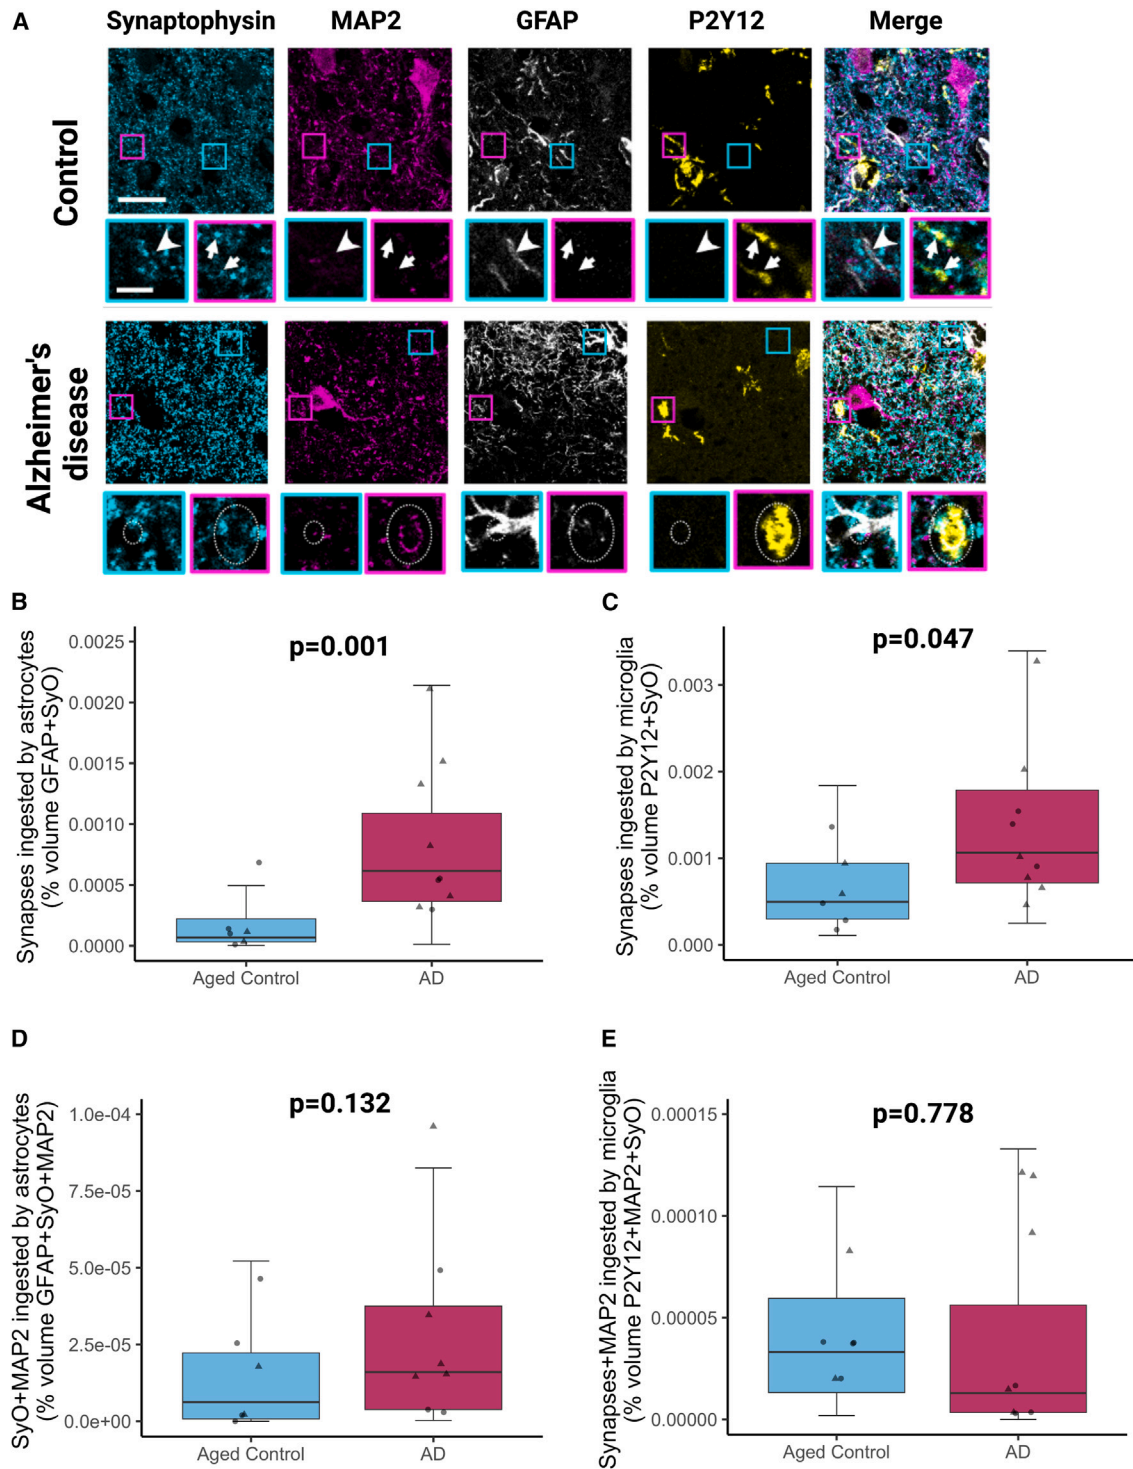 A
Synaptophysin MAP2 GFAP P2Y12 Merge
Control
Alzheimer's
disease
B
Synapses ingested by astrocytes
(% volume GFAP+SyO)
p=0.001
0.0025
0.0020
0.0015
0.0010
0.0005
0.0000
Aged Control AD
C
Synapses ingested by microglia
(% volume P2Y12+SyO)
p=0.047
0.003
0.002
0.001
0.000
Aged Control AD
D
SyO+MAP2 ingested by astrocytes
(% volume GFAP+SyO+MAP2)
p=0.132
1.0e-04
7.5e-05
5.0e-05
2.5e-05
0.0e+00
Aged Control AD
E
Synapses+MAP2 ingested by microglia
(% volume P2Y12+MAP2+SyO)
p=0.778
0.00015
0.00010
0.00005
0.00000
Aged Control AD